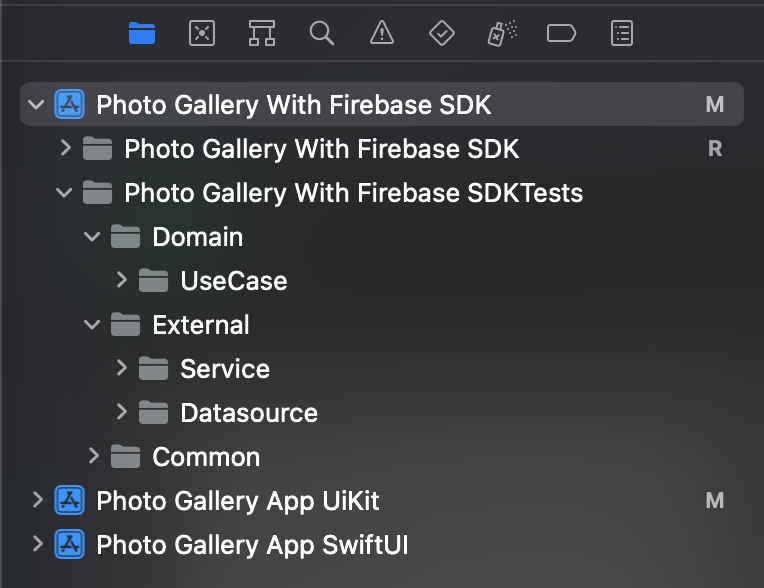 Photo Gallery With Firebase SDK M
Photo Gallery With Firebase SDK R
Photo Gallery With Firebase SDKTests
Domain
UseCase
External
Service
Datasource
Common
Photo Gallery App UiKit M
Photo Gallery App SwiftUI